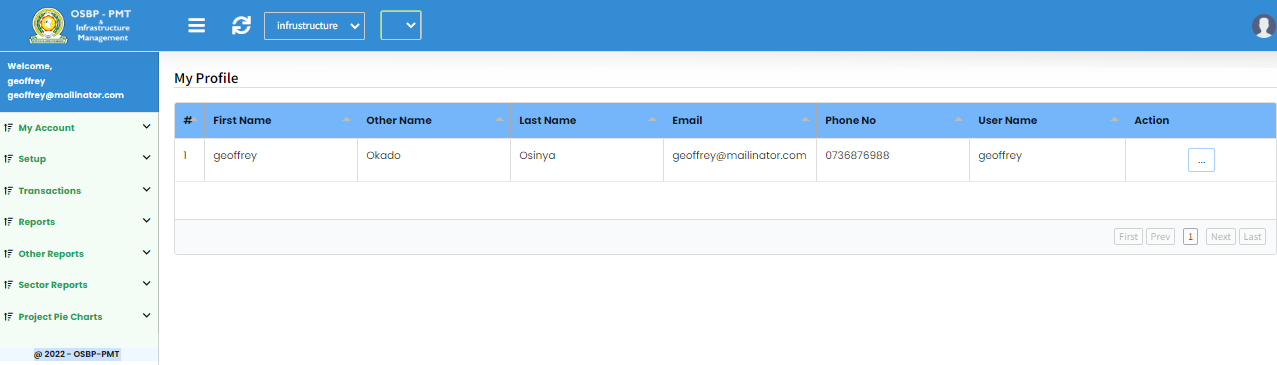 OSBP - PMT
&
Infrastructure
Management
infrustructure
Welcome,
geoffrey
geoffrey@mailinator.com
My Account
Setup
Transactions
Reports
Other Reports
Sector Reports
Project Pie Charts
@ 2022 - OSBP-PMT
My Profile
# First Name Other Name Last Name Email Phone No User Name Action
1 geoffrey Okado Osinya geoffrey@mailinator.com 0736876988 geoffrey ...
First Prev 1 Next Last